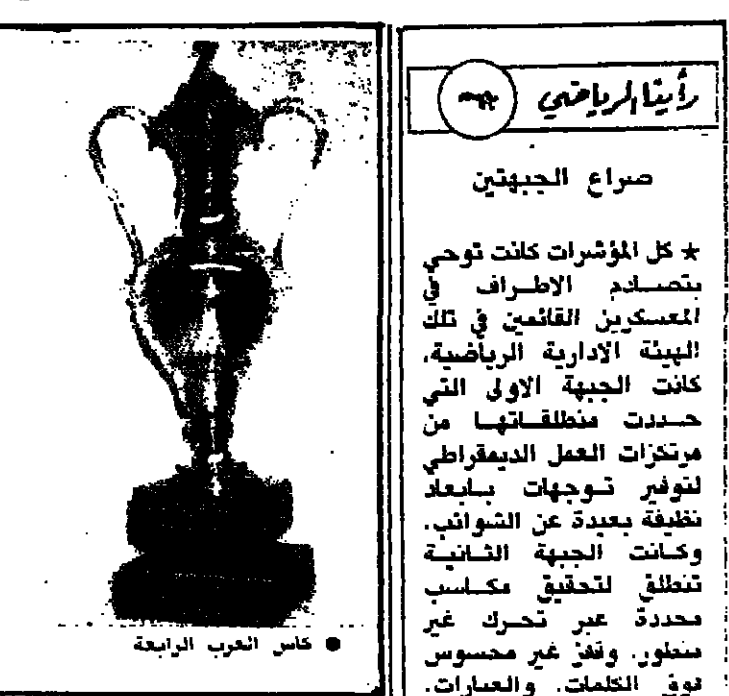 رأينا الرياضي
صراع الجبهتين
★ كل المؤشرات كانت توحي
بتصادم الاطراف في
المعسكرين القائمين في تلك
الهيئة الادارية الرياضية،
كانت الجبهة الاولى التي
حددت منطلقاتها من
مرتكزات العمل الديمقراطي
لتوفير توجهات بابعاد
نظيفة بعيدة عن الشوائب.
وكانت الجبهة الثانية
تنطلق لتحقيق مكاسب
محددة عبر تحرك غير
منظور. وقفز غير محسوس
فوق الكلمات. والعبارات.
● كاس العرب الرابعة